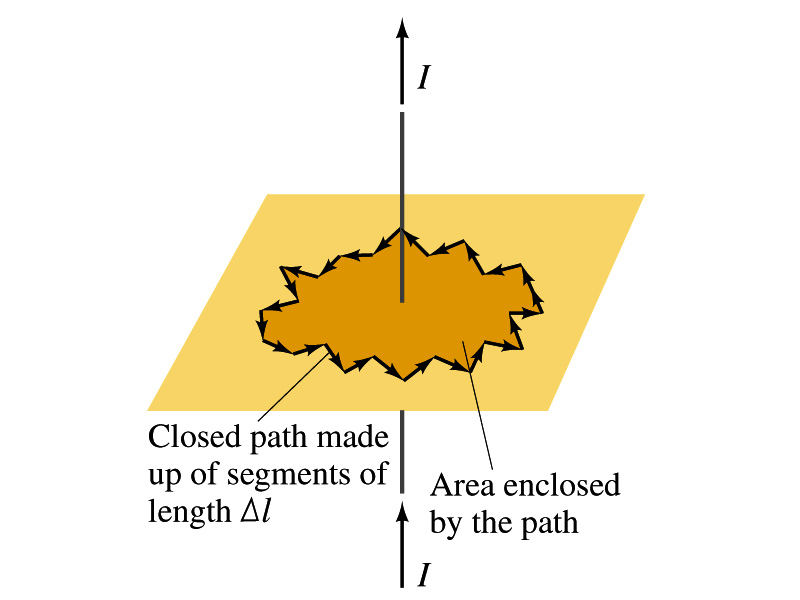 I
Closed path made
up of segments of
length Δl
Area enclosed
by the path
I